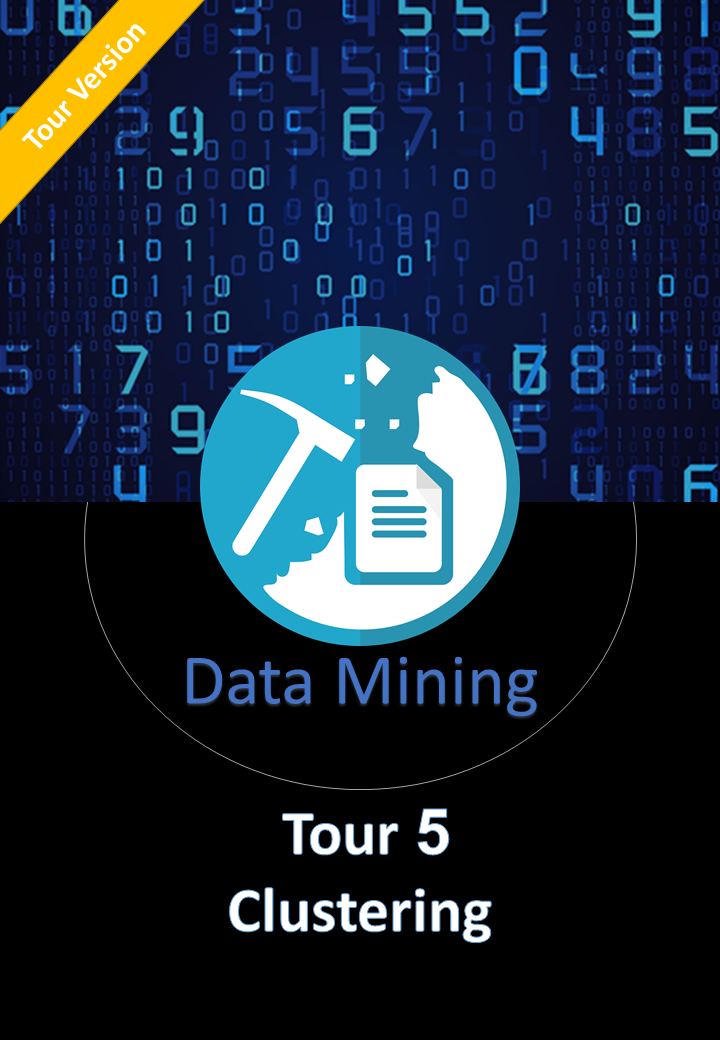 Tour Version
Data Mining
Tour 5
Clustering